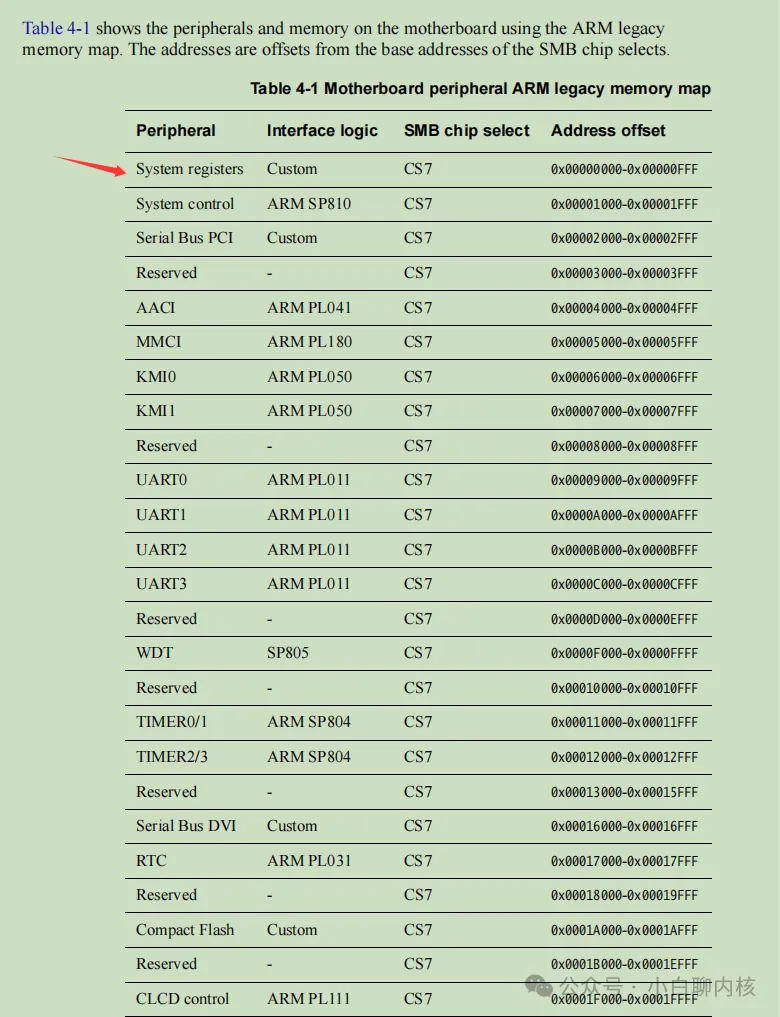 Table 4-1 shows the peripherals and memory on the motherboard using the ARM legacy
memory map. The addresses are offsets from the base addresses of the SMB chip selects.
Table 4-1 Motherboard peripheral ARM legacy memory map
Peripheral Interface logic SMB chip select Address offset
System registers Custom CS7 0x00000000-0x00000FFF
System control ARM SP810 CS7 0x00001000-0x00001FFF
Serial Bus PCI Custom CS7 0x00002000-0x00002FFF
Reserved - CS7 0x00003000-0x00003FFF
AACI ARM PL041 CS7 0x00004000-0x00004FFF
MMCI ARM PL180 CS7 0x00005000-0x00005FFF
KMI0 ARM PL050 CS7 0x00006000-0x00006FFF
KMI1 ARM PL050 CS7 0x00007000-0x00007FFF
Reserved - CS7 0x00008000-0x00008FFF
UART0 ARM PL011 CS7 0x00009000-0x00009FFF
UART1 ARM PL011 CS7 0x0000A000-0x0000AFFF
UART2 ARM PL011 CS7 0x0000B000-0x0000BFFF
UART3 ARM PL011 CS7 0x0000C000-0x0000CFFF
Reserved - CS7 0x0000D000-0x0000EFFF
WDT SP805 CS7 0x0000F000-0x0000FFFF
Reserved - CS7 0x00010000-0x00010FFF
TIMER0/1 ARM SP804 CS7 0x00011000-0x00011FFF
TIMER2/3 ARM SP804 CS7 0x00012000-0x00012FFF
Reserved - CS7 0x00013000-0x00015FFF
Serial Bus DVI Custom CS7 0x00016000-0x00016FFF
RTC ARM PL031 CS7 0x00017000-0x00017FFF
Reserved - CS7 0x00018000-0x00019FFF
Compact Flash Custom CS7 0x0001A000-0x0001AFFF
Reserved - CS7 0x0001B000-0x0001EFFF
CLCD control ARM PL111 CS7 0x0001F000-0x0001FFFF
公众号 · 小白聊内核